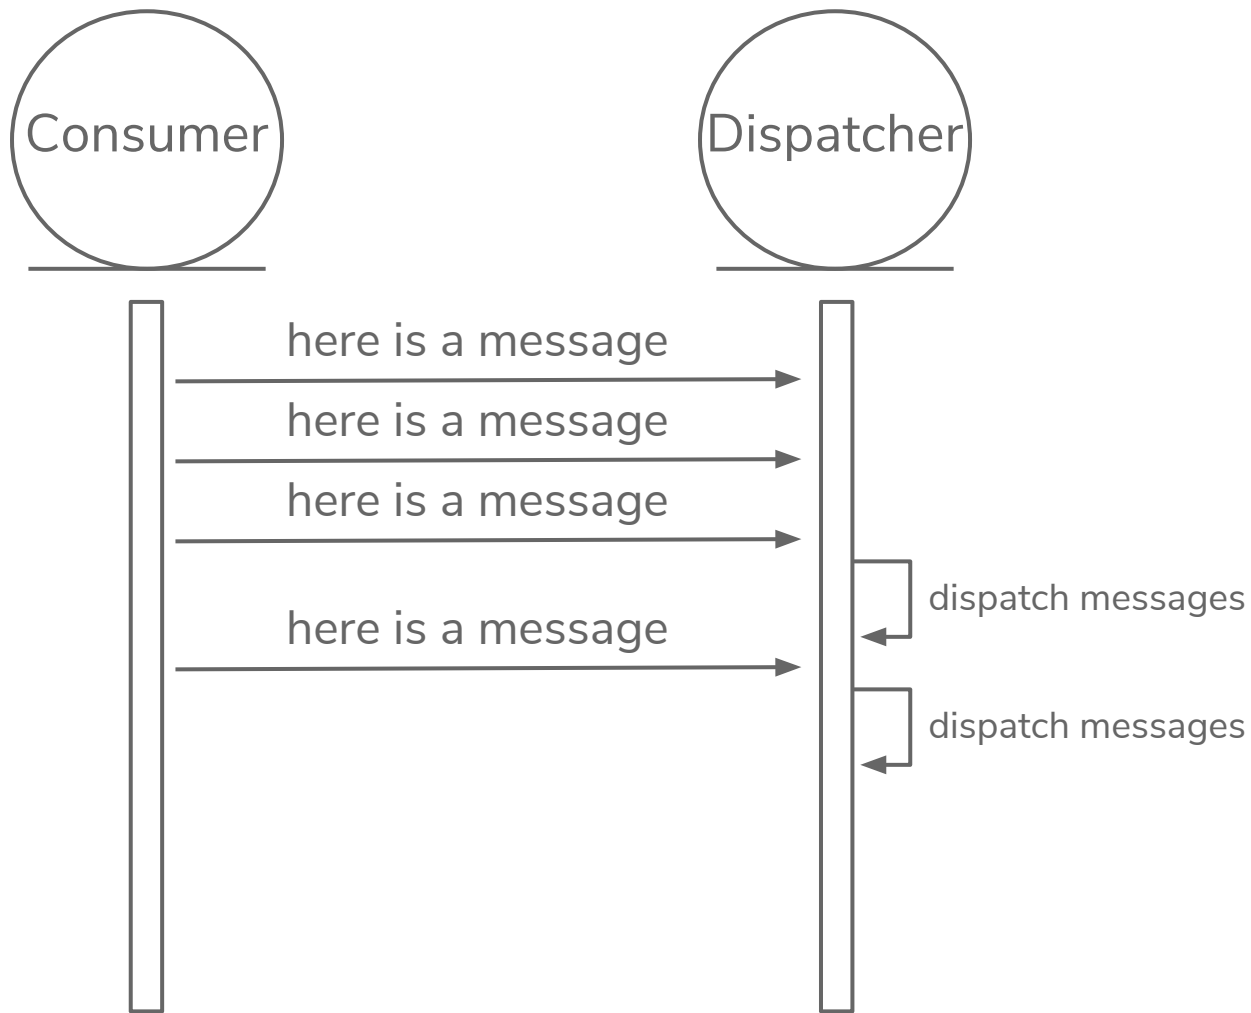 Consumer
Dispatcher
here is a message
here is a message
here is a message
dispatch messages
here is a message
dispatch messages